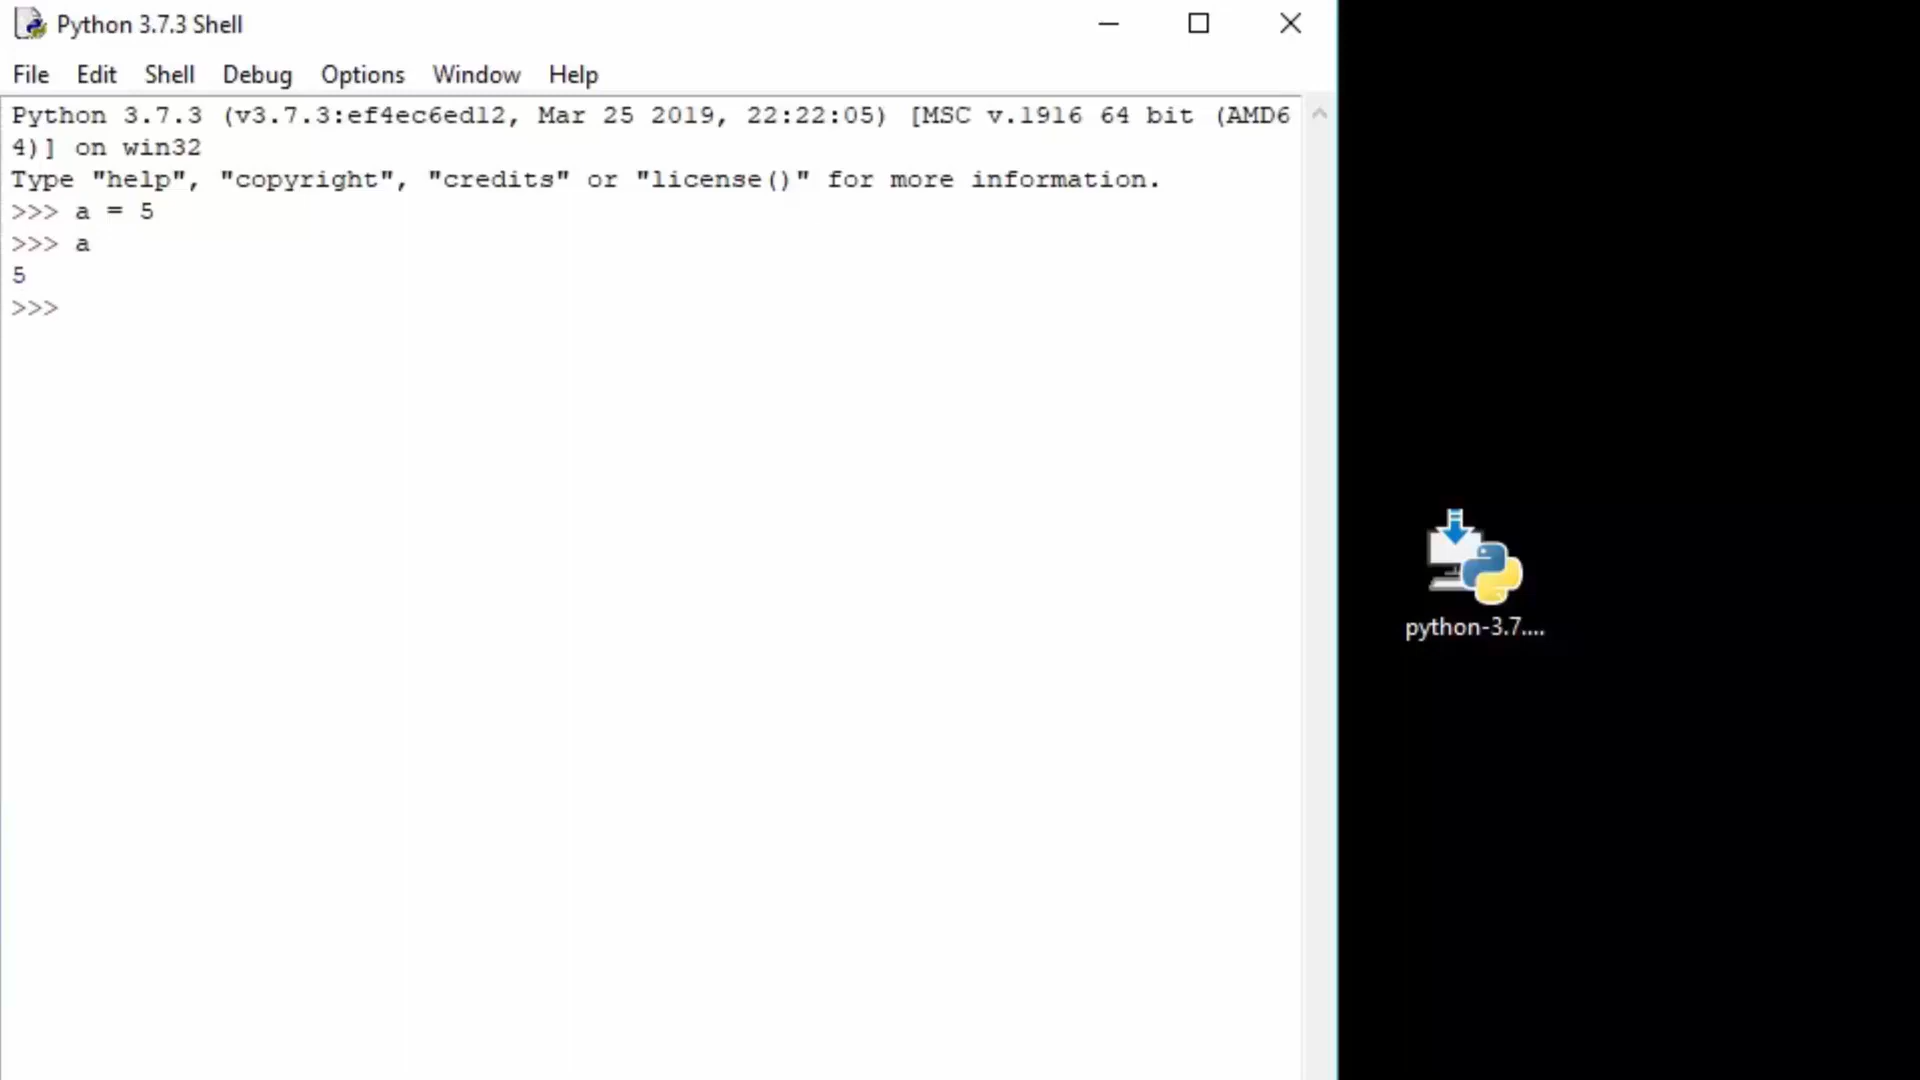 Python 3.7.3 Shell
File Edit Shell Debug Options Window Help
Python 3.7.3 (v3.7.3:ef4ec6ed12, Mar 25 2019, 22:22:05) [MSC v.1916 64 bit (AMD6
4)] on win32
Type "help", "copyright", "credits" or "license()" for more information.
>>> a = 5
>>> a
5
>>>
python-3.7....